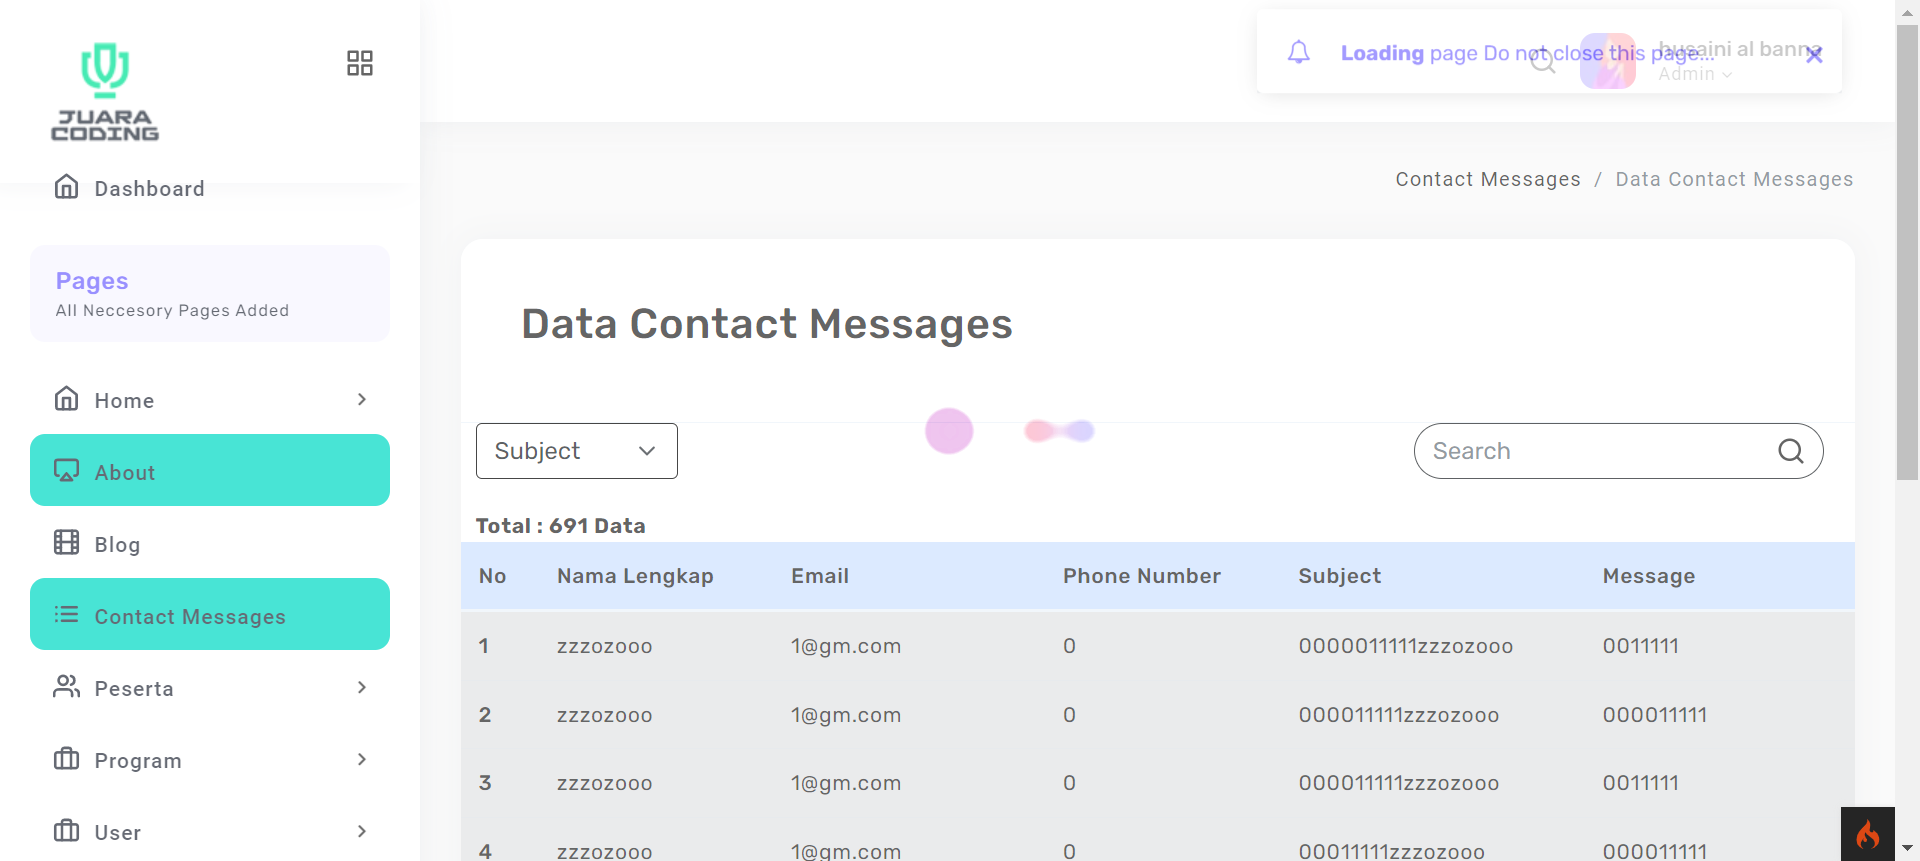 JUARA
CODING
Dashboard
Pages
All Neccesory Pages Added
Home
About
Blog
Contact Messages
Peserta
Program
User
Loading page Do not close this page...
husaini al banna
Admin
Contact Messages / Data Contact Messages
Data Contact Messages
Subject
Search
Total : 691 Data
No Nama Lengkap Email Phone Number Subject Message
1 zzzozooo 1@gm.com 0 0000011111zzzozooo 0011111
2 zzzozooo 1@gm.com 0 000011111zzzozooo 000011111
3 zzzozooo 1@gm.com 0 000011111zzzozooo 0011111
4 zzzozooo 1@gm.com 0 00011111zzzozooo 000011111